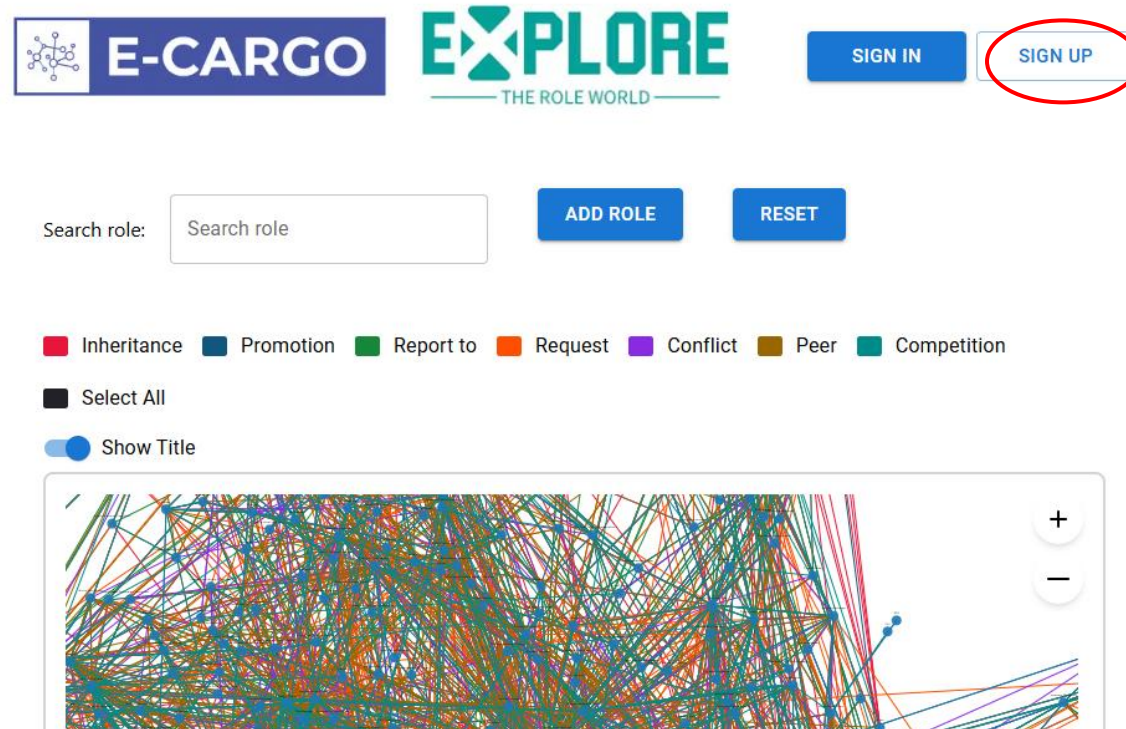 E-CARGO
EXPLORE
THE ROLE WORLD
SIGN IN
SIGN UP
Search role:
Search role
ADD ROLE
RESET
Inheritance
Promotion
Report to
Request
Conflict
Peer
Competition
Select All
Show Title
+
−